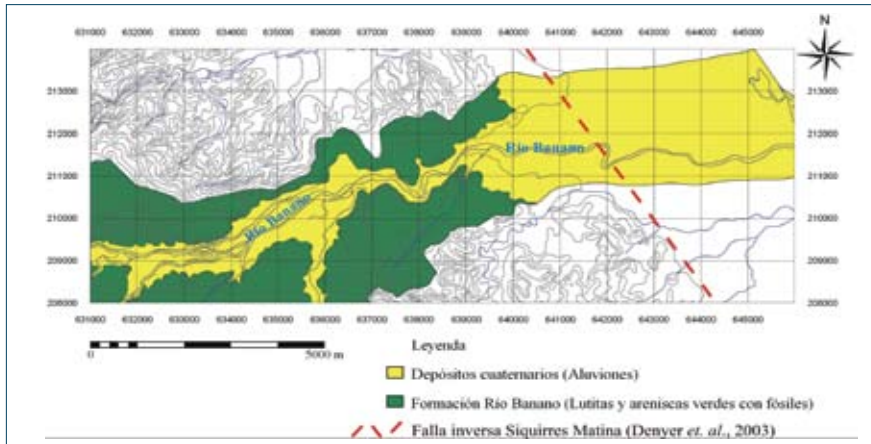 N
631000 632000 633000 634000 635000 636000 637000 638000 639000 640000 641000 642000 643000 644000 645000
213000 213000
212000 212000
Río Banano
211000 211000
210000 210000
Río Banano
209000 209000
208000 208000
631000 632000 633000 634000 635000 636000 637000 638000 639000 640000 641000 642000 643000 644000 645000
0 5000 m
Leyenda
Depósitos cuaternarios (Aluviones)
Formación Río Banano (Lutitas y areniscas verdes con fósiles)
Falla inversa Siquirres Matina (Denyer et. al., 2003)